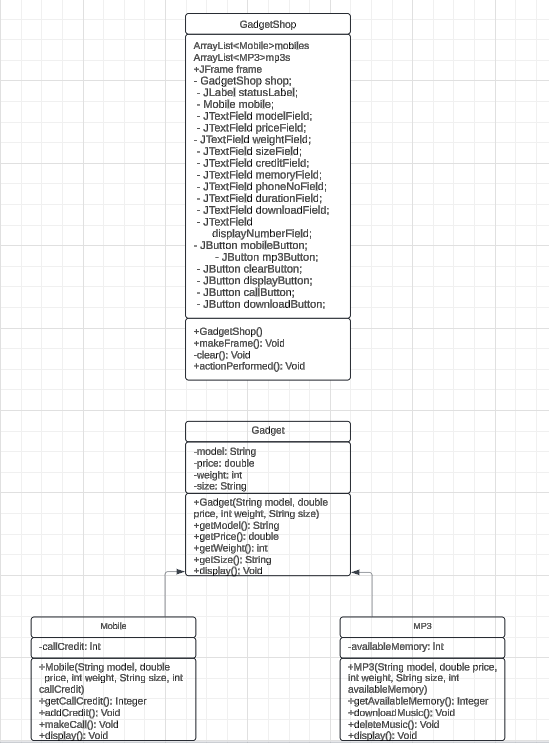 GadgetShop
ArrayList<Mobile>mobiles
ArrayList<MP3>mp3s
+JFrame frame
- GadgetShop shop;
- JLabel statusLabel;
- Mobile mobile;
- JTextField modelField;
- JTextField priceField;
- JTextField weightField;
- JTextField sizeField;
- JTextField creditField;
- JTextField memoryField;
- JTextField phoneNoField;
- JTextField durationField;
- JTextField downloadField;
- JTextField
displayNumberField;
- JButton mobileButton;
- JButton mp3Button;
- JButton clearButton;
- JButton displayButton;
- JButton callButton;
- JButton downloadButton;
+GadgetShop()
+makeFrame(): Void
-clear(): Void
+actionPerformed(): Void
Gadget
-model: String
-price: double
-weight: int
-size: String
+Gadget(String model, double
price, int weight, String size)
+getModel(): String
+getPrice(): double
+getWeight(): int
+getSize(): String
+display(): Void
Mobile
-callCredit: Int
+Mobile(String model, double
price, int weight, String size, int
callCredit)
+getCallCredit(): Integer
+addCredit(): Void
+makeCall(): Void
+display(): Void
MP3
-availableMemory: Int
+MP3(String model, double price,
int weight, String size, int
availableMemory)
+getAvailableMemory(): Integer
+downloadMusic(): Void
+deleteMusic(): Void
+display(): Void